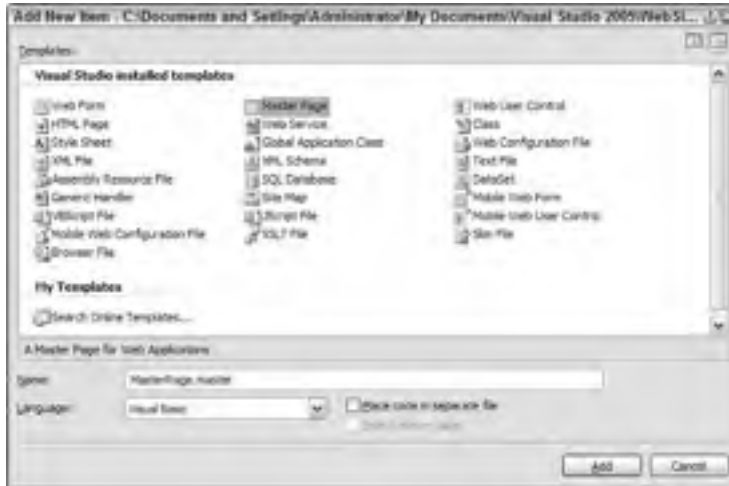 Add New Item - C:\Documents and Settings\Administrator\My Documents\Visual Studio 2005\WebSi...
Templates:
Visual Studio installed templates
Web Form
Master Page
Web User Control
HTML Page
Web Service
Class
Style Sheet
Global Application Class
Web Configuration File
XML File
XML Schema
Text File
Assembly Resource File
SQL Database
DataSet
Generic Handler
Site Map
Mobile Web Form
VBScript File
JScript File
Mobile Web User Control
Mobile Web Configuration File
XSLT File
Skin File
Browser File
My Templates
Search Online Templates...
A Master Page for Web Applications
Name:
MasterPage.master
Language:
Visual Basic
Place code in separate file
Select master page
Add
Cancel